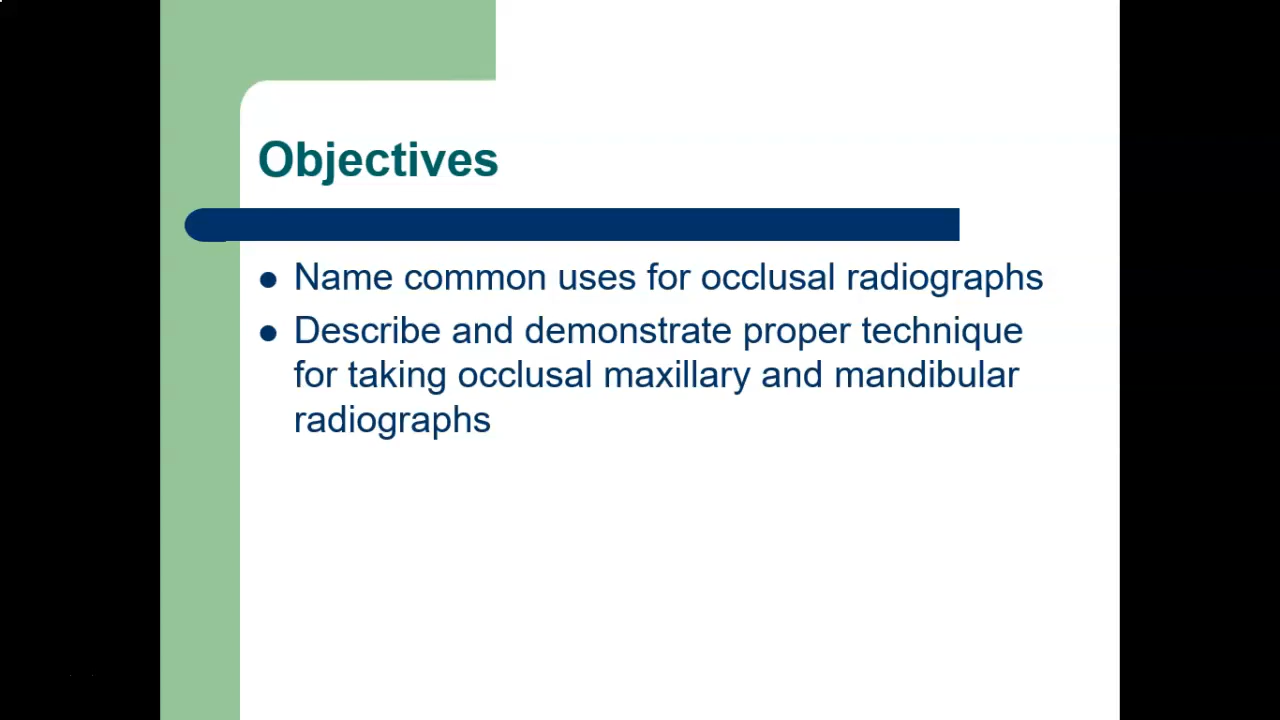 Objectives
● Name common uses for occlusal radiographs
● Describe and demonstrate proper technique
for taking occlusal maxillary and mandibular
radiographs